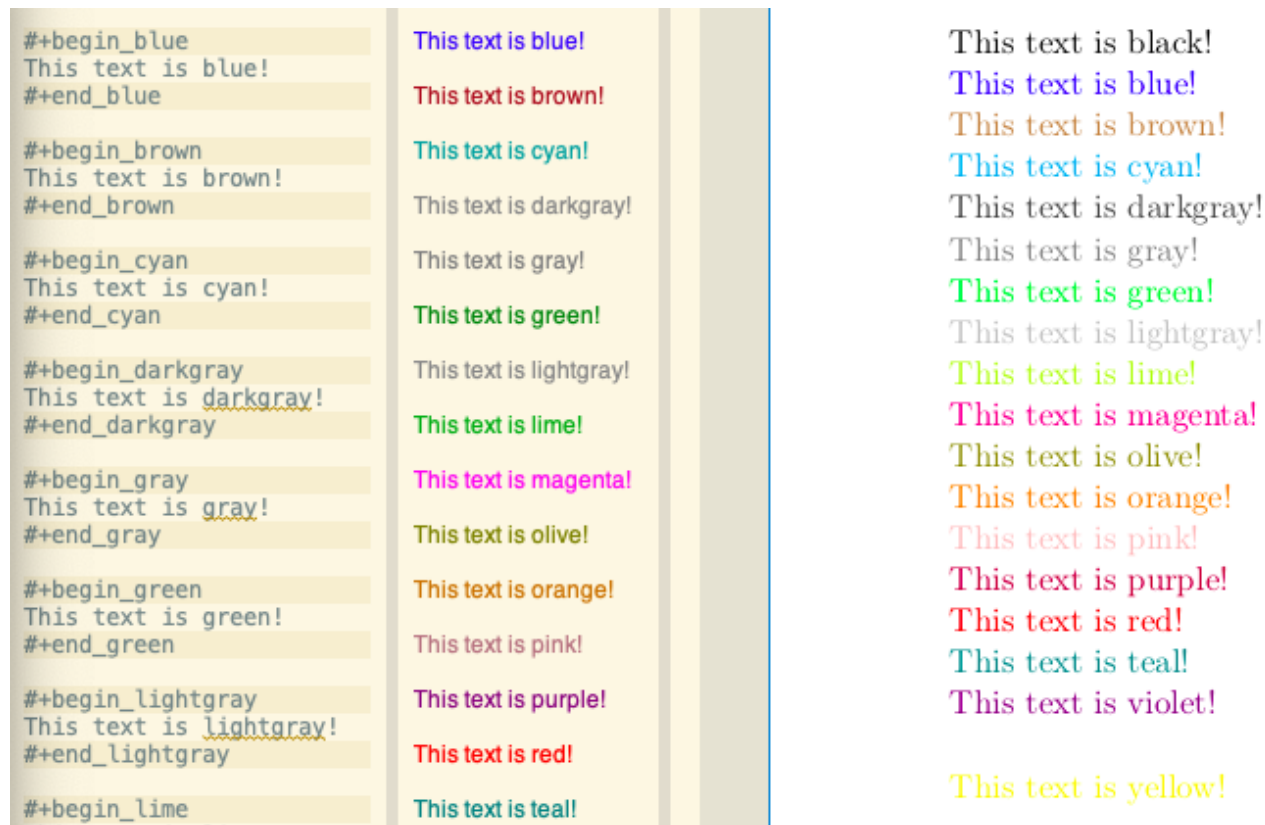 #+begin_blue
This text is blue!
#+end_blue
#+begin_brown
This text is brown!
#+end_brown
#+begin_cyan
This text is cyan!
#+end_cyan
#+begin_darkgray
This text is darkgray!
#+end_darkgray
#+begin_gray
This text is gray!
#+end_gray
#+begin_green
This text is green!
#+end_green
#+begin_lightgray
This text is lightgray!
#+end_lightgray
#+begin_lime
This text is blue!
This text is brown!
This text is cyan!
This text is darkgray!
This text is gray!
This text is green!
This text is lightgray!
This text is lime!
This text is magenta!
This text is olive!
This text is orange!
This text is pink!
This text is purple!
This text is red!
This text is teal!
This text is black!
This text is blue!
This text is brown!
This text is cyan!
This text is darkgray!
This text is gray!
This text is green!
This text is lightgray!
This text is lime!
This text is magenta!
This text is olive!
This text is orange!
This text is pink!
This text is purple!
This text is red!
This text is teal!
This text is violet!
This text is yellow!